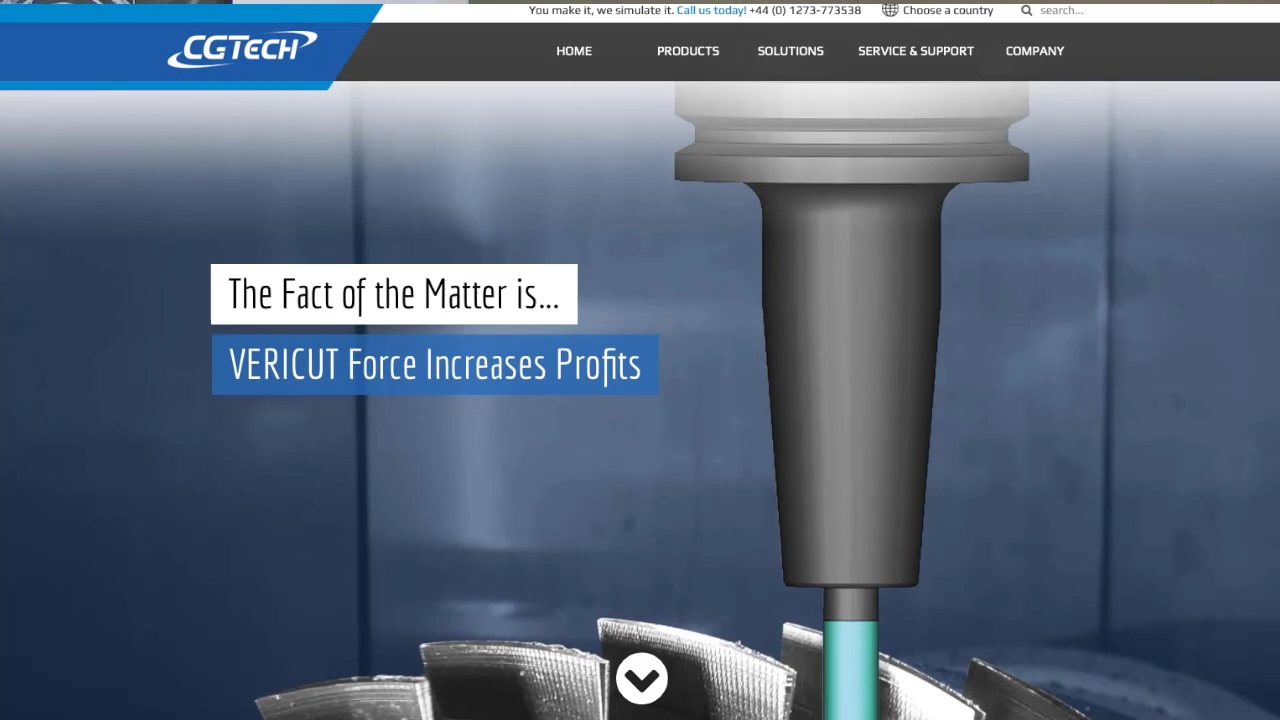 You make it, we simulate it. Call us today! +44 (0) 1273-773538 Choose a country search...
CGTECH
HOME PRODUCTS SOLUTIONS SERVICE & SUPPORT COMPANY
The Fact of the Matter is...
VERICUT Force Increases Profits